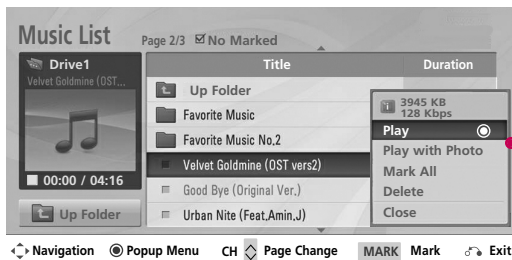 Music List Page 2/3 No Marked
Drive1
Velvet Goldmine (OST...
00:00 / 04:16
Up Folder
Title Duration
Up Folder
Favorite Music
Favorite Music No.2
Velvet Goldmine (OST vers2)
Good Bye (Original Ver.)
Urban Nite (Feat.Amin.J)
3945 KB
128 Kbps
Play
Play with Photo
Mark All
Delete
Close
Navigation Popup Menu CH Page Change MARK Mark Exit